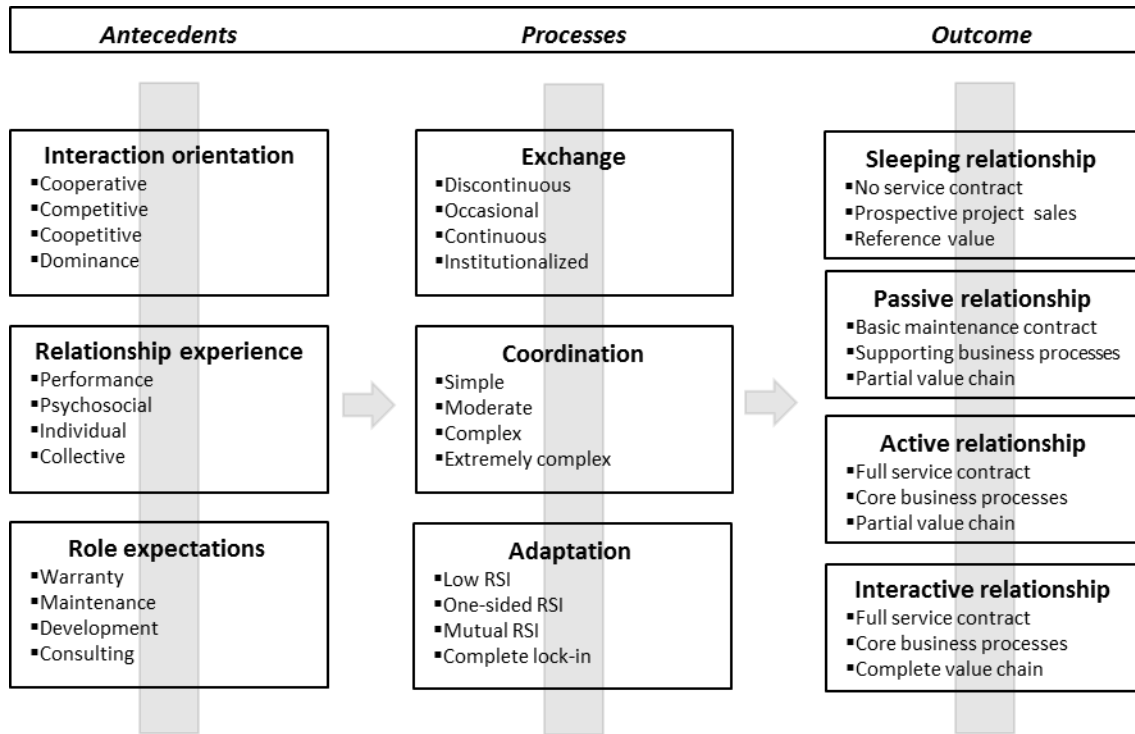 Antecedents Processes Outcome
Interaction orientation
▪Cooperative
▪Competitive
▪Coopetitive
▪Dominance
Relationship experience
▪Performance
▪Psychosocial
▪Individual
▪Collective
Role expectations
▪Warranty
▪Maintenance
▪Development
▪Consulting
Exchange
▪Discontinuous
▪Occasional
▪Continuous
▪Institutionalized
Coordination
▪Simple
▪Moderate
▪Complex
▪Extremely complex
Adaptation
▪Low RSI
▪One-sided RSI
▪Mutual RSI
▪Complete lock-in
Sleeping relationship
▪No service contract
▪Prospective project sales
▪Reference value
Passive relationship
▪Basic maintenance contract
▪Supporting business processes
▪Partial value chain
Active relationship
▪Full service contract
▪Core business processes
▪Partial value chain
Interactive relationship
▪Full service contract
▪Core business processes
▪Complete value chain